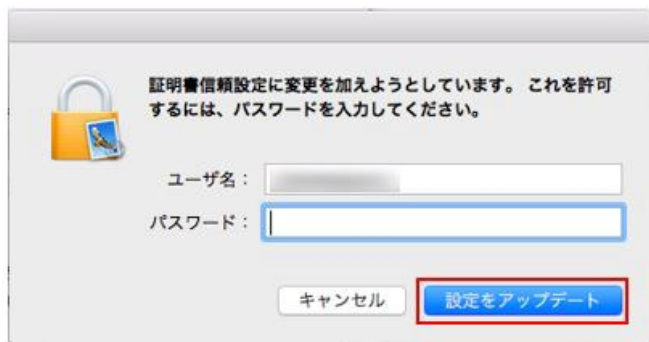 証明書信頼設定に変更を加えようとしています。 これを許可
するには、パスワードを入力してください。
ユーザ名：
パスワード：
キャンセル
設定をアップデート